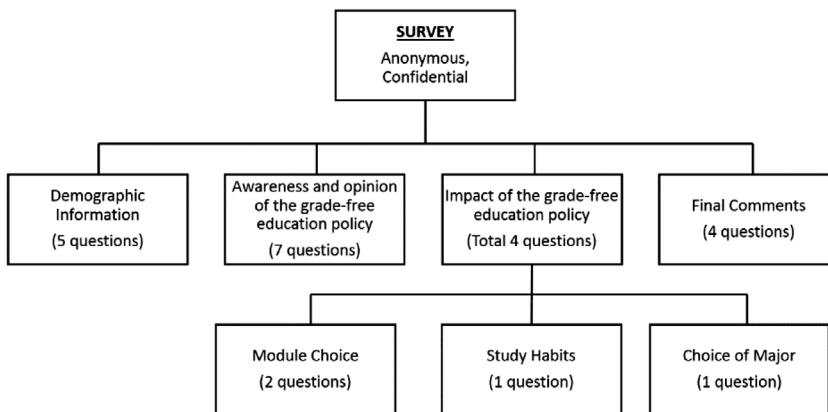 SURVEY
Anonymous,
Confidential
Demographic
Information
(5 questions)
Awareness and opinion
of the grade-free
education policy
(7 questions)
Impact of the grade-free
education policy
(Total 4 questions)
Final Comments
(4 questions)
Module Choice
(2 questions)
Study Habits
(1 question)
Choice of Major
(1 question)